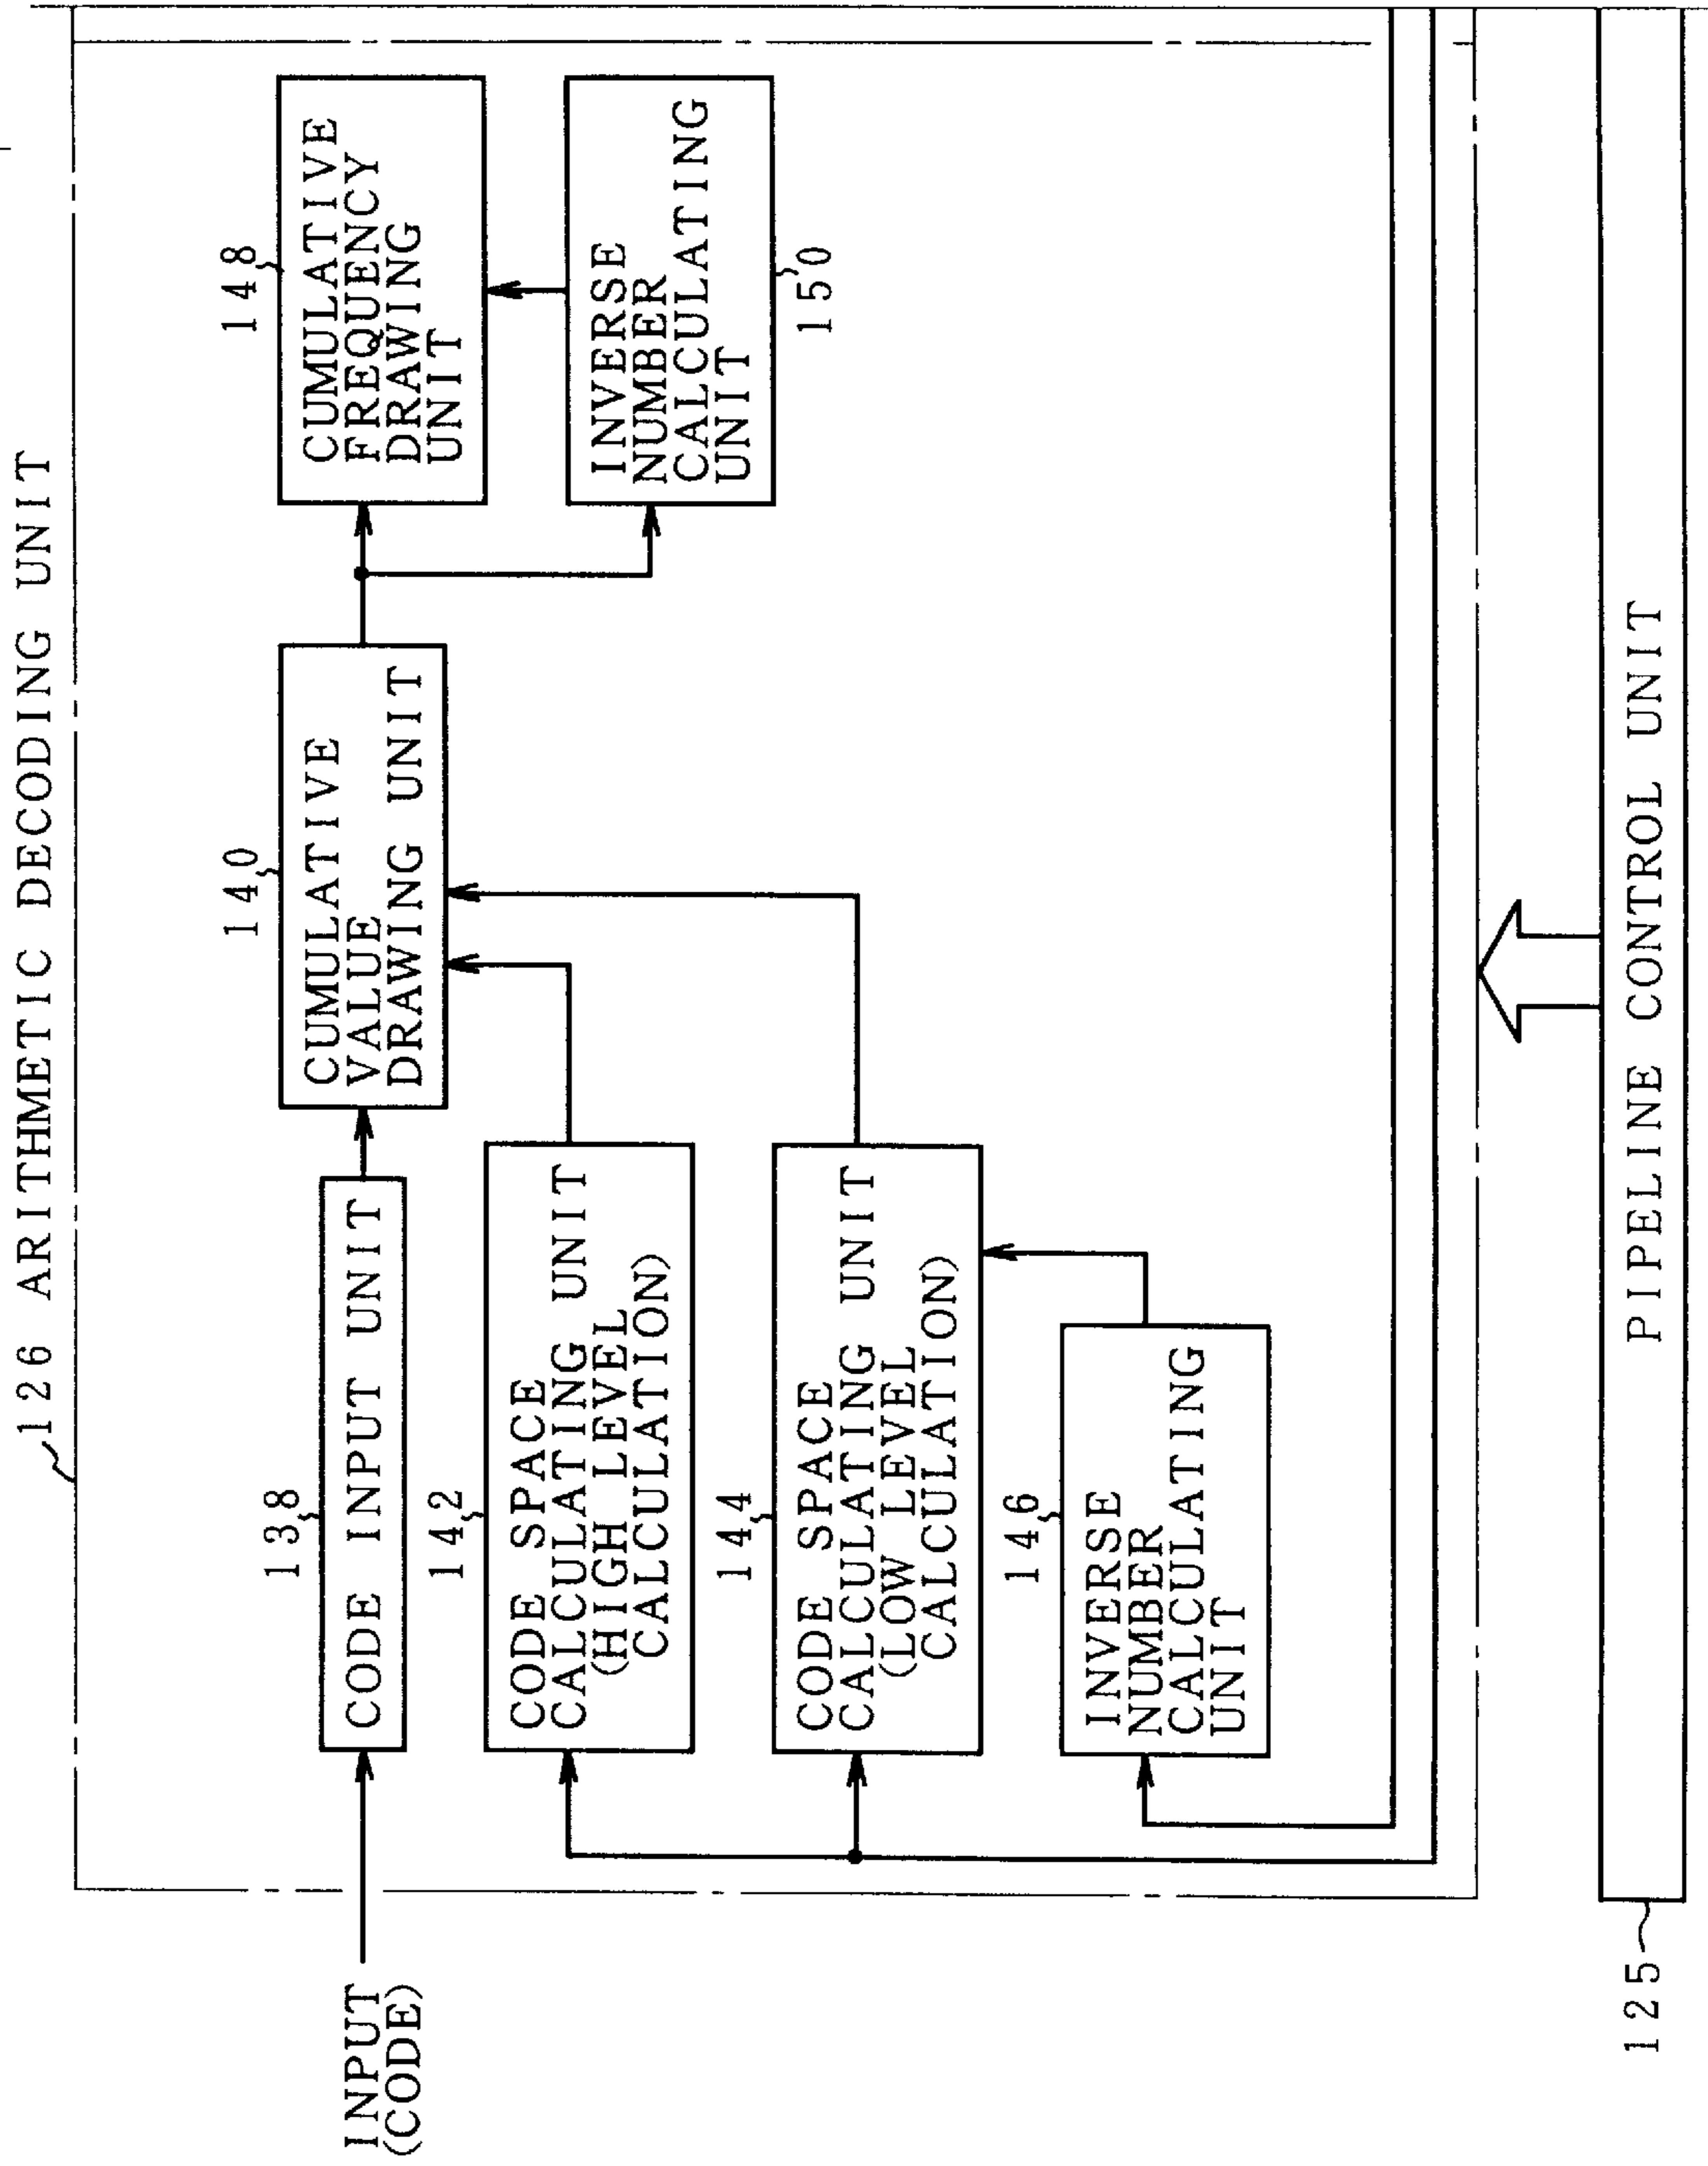 126 ARITHMETIC DECODING UNIT
INPUT
(CODE)
138
CODE INPUT UNIT
140
CUMULATIVE
VALUE
DRAWING UNIT
148
CUMULATIVE
FREQUENCY
DRAWING
UNIT
142
CODE SPACE
CALCULATING UNIT
(HIGH LEVEL
CALCULATION)
INVERSE
NUMBER
CALCULATING
UNIT
150
144
CODE SPACE
CALCULATING UNIT
(LOW LEVEL
CALCULATION)
146
INVERSE
NUMBER
CALCULATING
UNIT
125
PIPELINE CONTROL UNIT